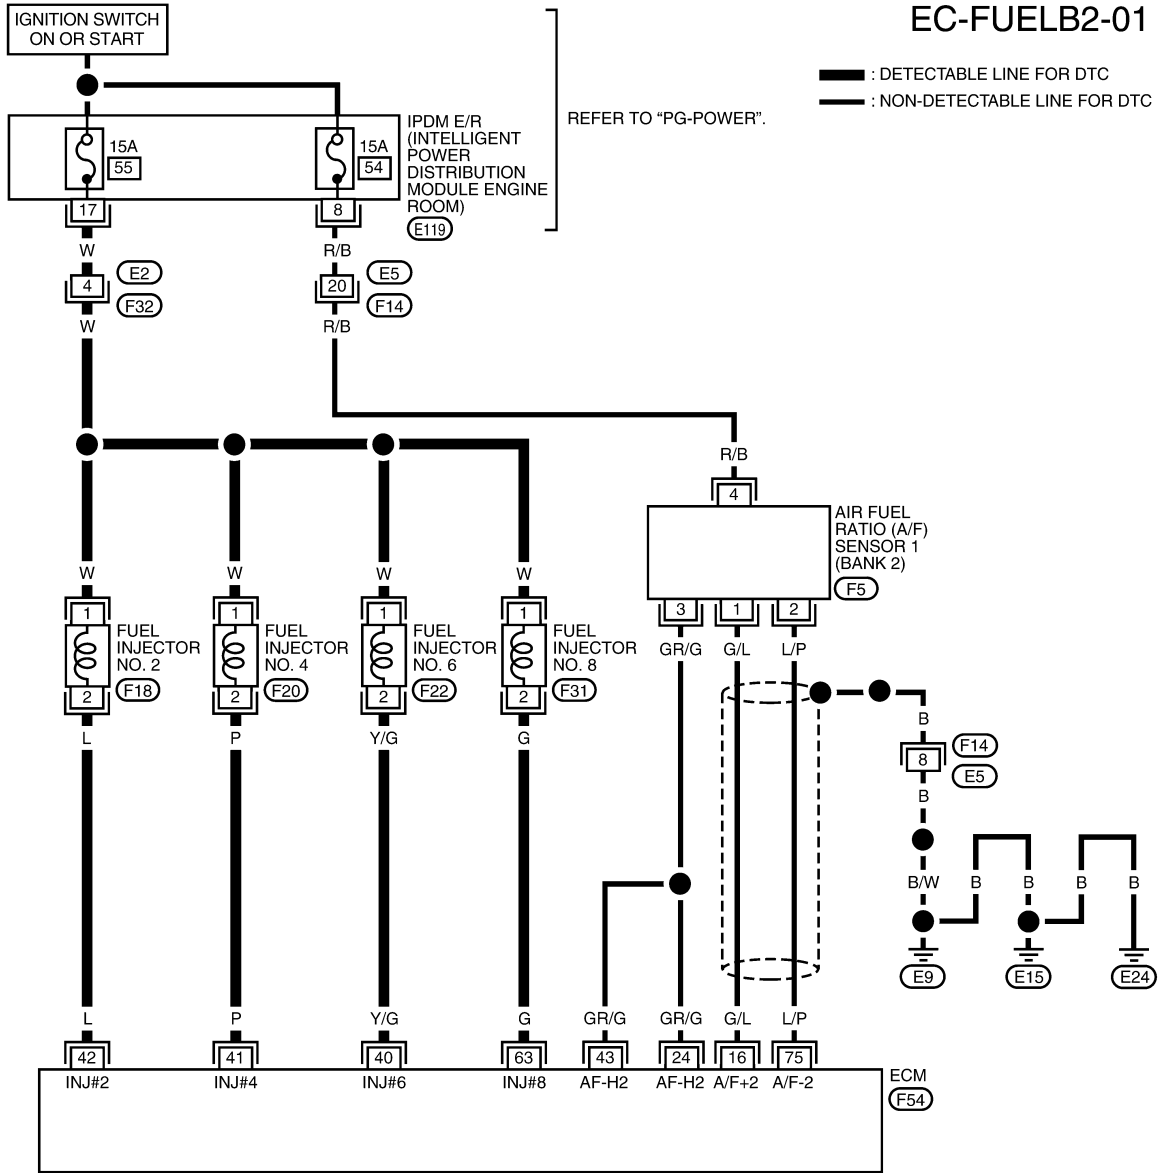 EC-FUELB2-01
IGNITION SWITCH
ON OR START
: DETECTABLE LINE FOR DTC
: NON-DETECTABLE LINE FOR DTC
REFER TO “PG-POWER”.
15A
55
15A
54
IPDM E/R
(INTELLIGENT
POWER
DISTRIBUTION
MODULE ENGINE
ROOM)
E119
17
8
W
R/B
4
E2
F32
20
E5
F14
W
R/B
R/B
4
AIR FUEL
RATIO (A/F)
SENSOR 1
(BANK 2)
F5
3
1
2
GR/G
G/L
L/P
W
W
W
W
1
1
1
1
FUEL
INJECTOR
NO. 2
F18
FUEL
INJECTOR
NO. 4
F20
FUEL
INJECTOR
NO. 6
F22
FUEL
INJECTOR
NO. 8
F31
2
2
2
2
L
P
Y/G
G
B
8
F14
E5
B
B/W
B
B
B
B
E9
E15
E24
L
P
Y/G
G
GR/G
GR/G
G/L
L/P
42
41
40
63
43
24
16
75
INJ#2
INJ#4
INJ#6
INJ#8
AF-H2
AF-H2
A/F+2
A/F-2
ECM
F54